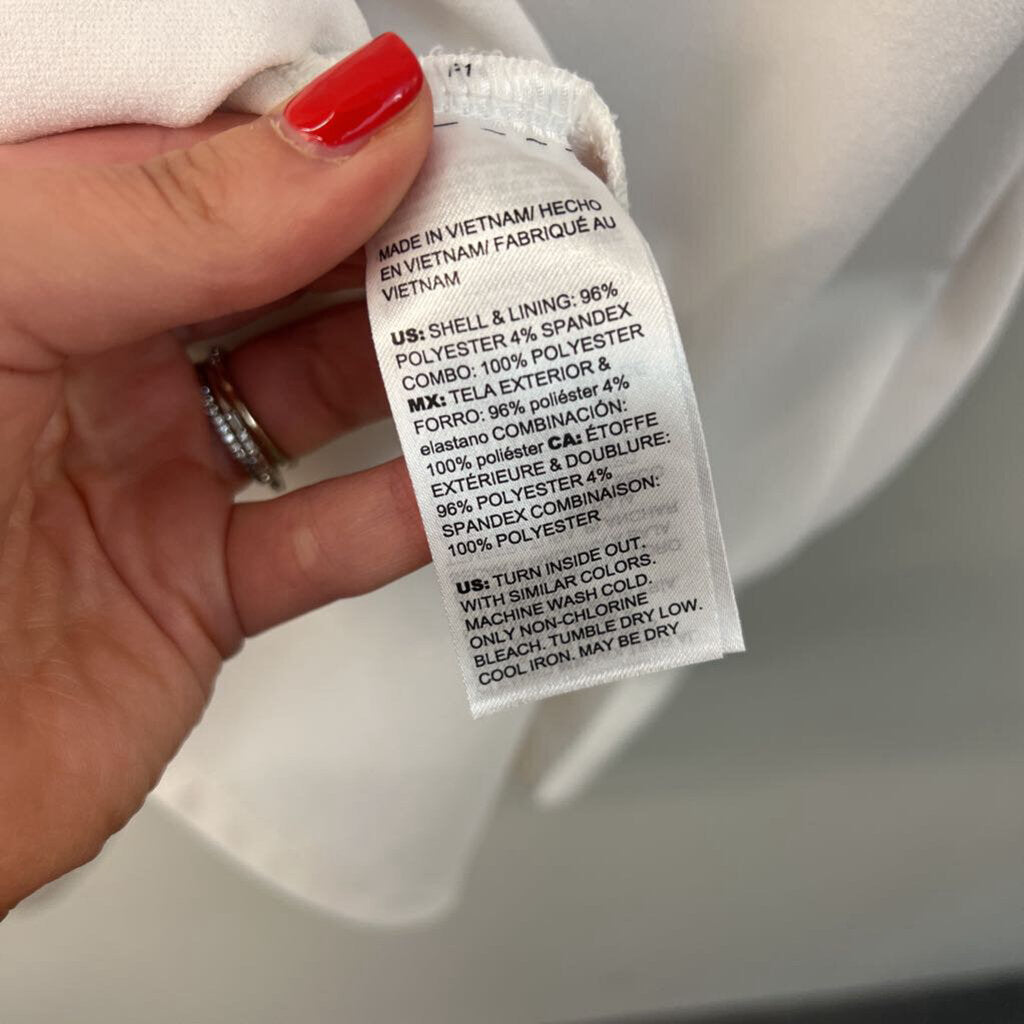 MADE IN VIETNAM/ HECHO
EN VIETNAM/ FABRIQUÉ AU
VIETNAM
US: SHELL & LINING: 96%
POLYESTER 4% SPANDEX
COMBO: 100% POLYESTER
MX: TELA EXTERIOR &
FORRO: 96% poliéster 4%
elastano COMBINACIÓN:
100% poliéster CA: ÉTOFFE
EXTÉRIEURE & DOUBLURE:
96% POLYESTER 4%
SPANDEX COMBINAISON:
100% POLYESTER
US: TURN INSIDE OUT.
WITH SIMILAR COLORS.
MACHINE WASH COLD.
ONLY NON-CHLORINE
BLEACH. TUMBLE DRY LOW.
COOL IRON. MAY BE DRY